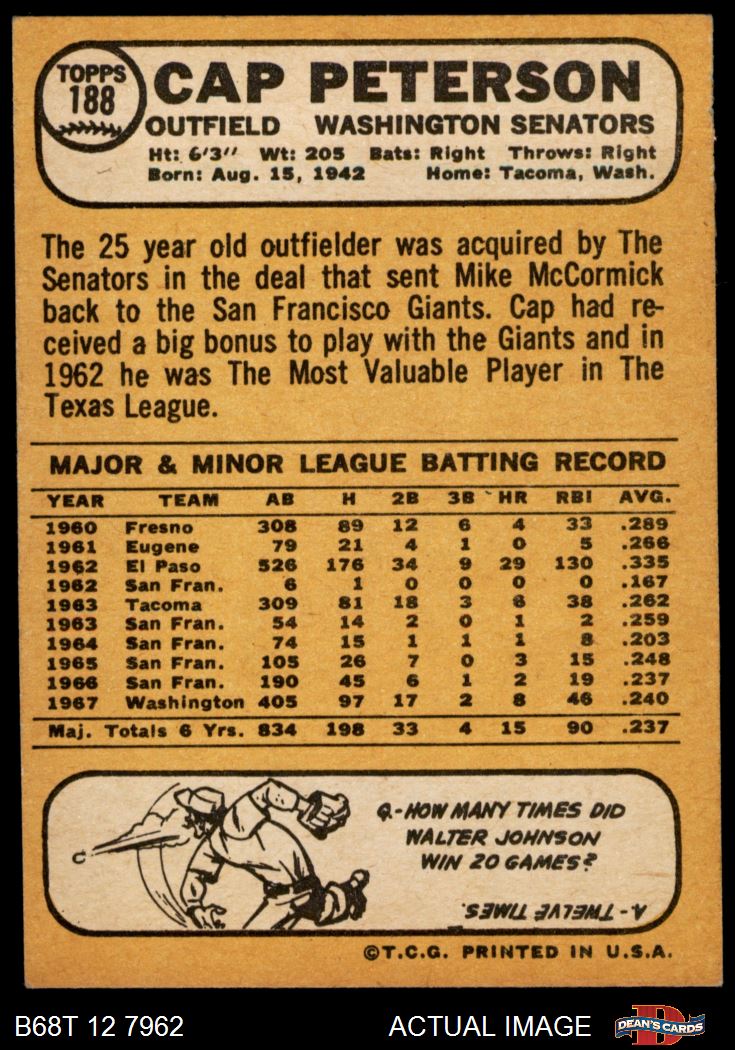 TOPPS
188
CAP PETERSON
OUTFIELD WASHINGTON SENATORS
Ht: 6'3" Wt: 205 Bats: Right Throws: Right
Born: Aug. 15, 1942 Home: Tacoma, Wash.
The 25 year old outfielder was acquired by The
Senators in the deal that sent Mike McCormick
back to the San Francisco Giants. Cap had re-
ceived a big bonus to play with the Giants and in
1962 he was The Most Valuable Player in The
Texas League.
MAJOR & MINOR LEAGUE BATTING RECORD
YEAR TEAM AB H 2B 3B HR RBI AVG.
1960 Fresno 308 89 12 6 4 33 .289
1961 Eugene 79 21 4 1 0 5 .266
1962 El Paso 526 176 34 9 29 130 .335
1962 San Fran. 6 1 0 0 0 0 .167
1963 Tacoma 309 81 18 3 6 38 .262
1963 San Fran. 54 14 2 0 1 2 .259
1964 San Fran. 74 15 1 1 1 8 .203
1965 San Fran. 105 26 7 0 3 15 .248
1966 San Fran. 190 45 6 1 2 19 .237
1967 Washington 405 97 17 2 8 46 .240
Maj. Totals 6 Yrs. 834 198 33 4 15 90 .237
Q.-HOW MANY TIMES DID
WALTER JOHNSON
WIN 20 GAMES?
A-TWELVE TIMES.
©T.C.G. PRINTED IN U.S.A.
B68T 12 7962 ACTUAL IMAGE D DEAN'S CARDS